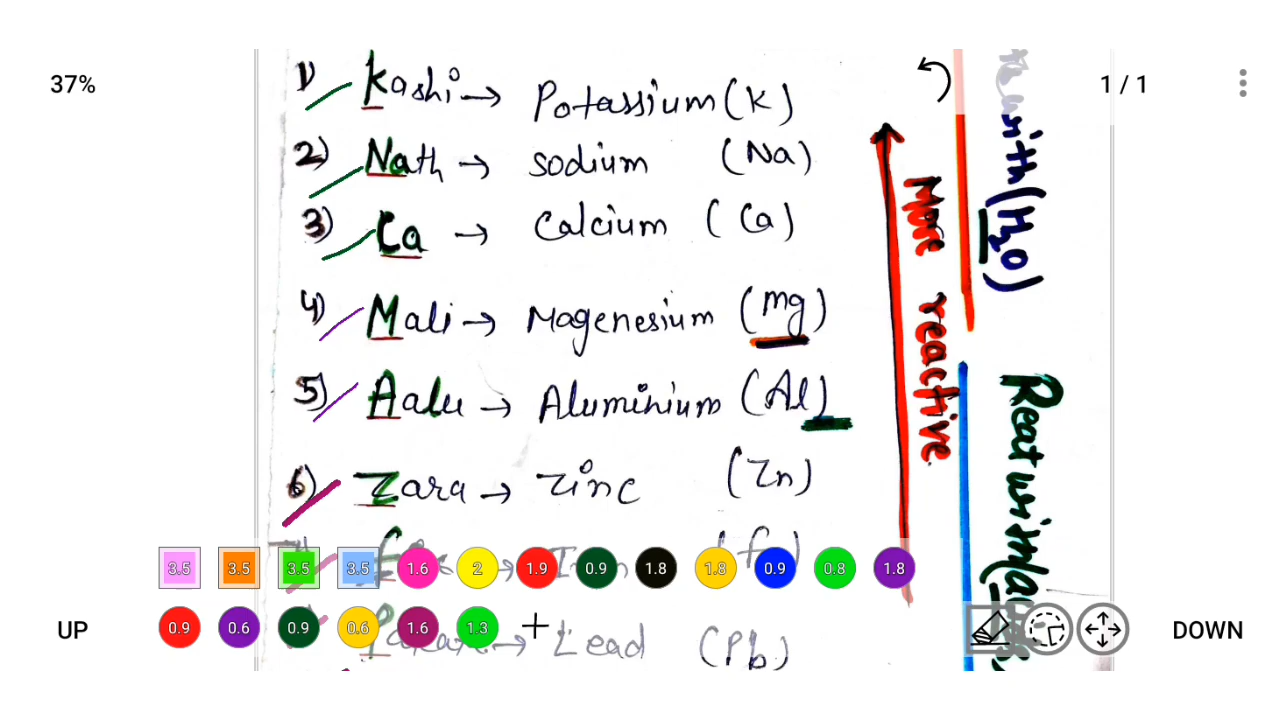 37%
1 / 1
1) Kashi → Potassium (K)
2) Nath → sodium (Na)
3) Ca → Calcium (Ca)
4) Mali → Magenesium (Mg)
5) Aalu → Aluminium (Al)
6) Zara → Zinc (Zn)
→ Lead (Pb)
More reactive
with (H2O)
Reat with
3.5 3.5 3.5 3.5 1.6 2 1.9 0.9 1.8 1.8 0.9 0.8 1.8
UP 0.9 0.6 0.9 0.6 1.6 1.3 + DOWN